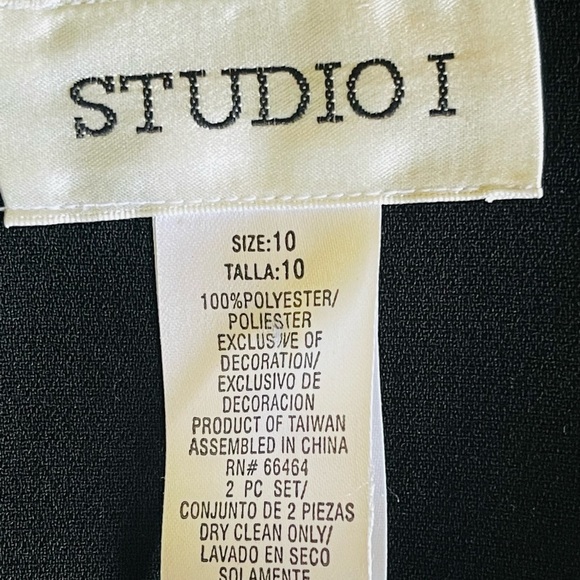 STUDIO I
SIZE:10
TALLA:10
100%POLYESTER/
POLIESTER
EXCLUSIVE OF
DECORATION/
EXCLUSIVO DE
DECORACION
PRODUCT OF TAIWAN
ASSEMBLED IN CHINA
RN# 66464
2 PC SET/
CONJUNTO DE 2 PIEZAS
DRY CLEAN ONLY/
LAVADO EN SECO
SOLAMENTE